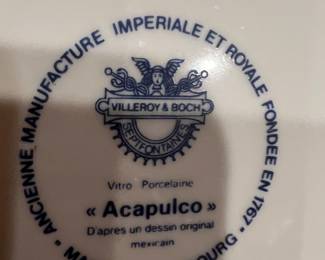 ANCIENNE MANUFACTURE IMPERIALE ET ROYALE FONDEE EN 1767 •
VILLEROY & BOCH
SEPTFONTAINES
Vitro Porcelaine
« Acapulco »
D'apres un dessin original
mexicain